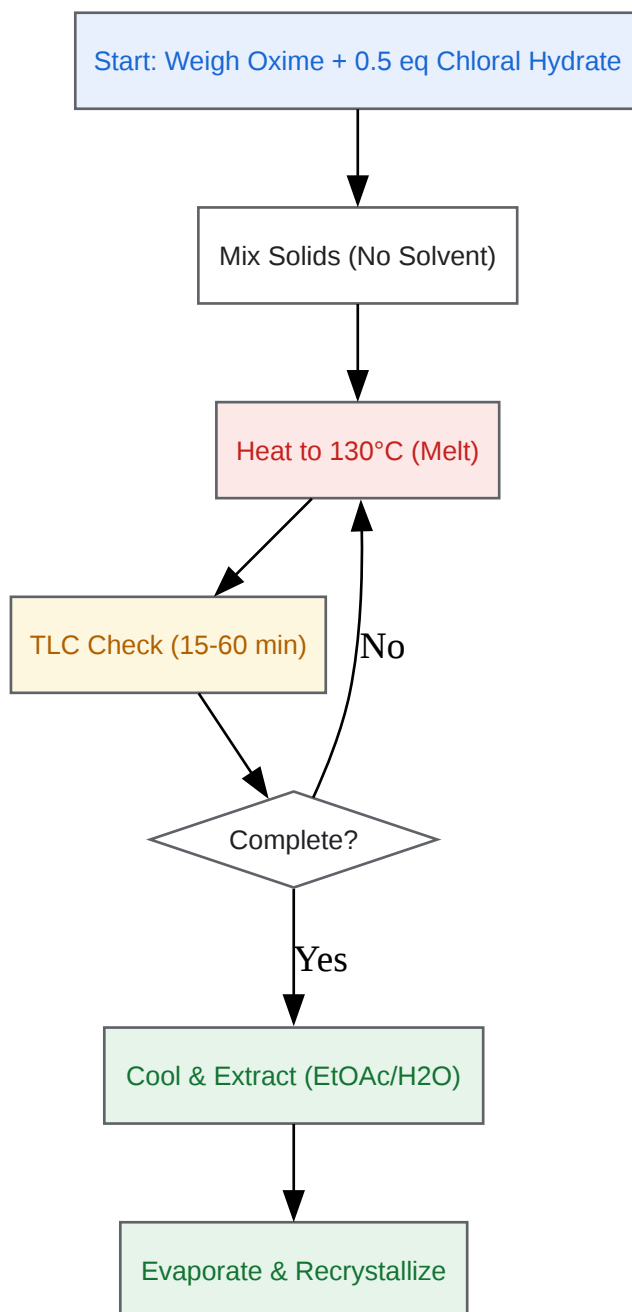 Start: Weigh Oxime + 0.5 eq Chloral Hydrate
Mix Solids (No Solvent)
Heat to 130°C (Melt)
TLC Check (15-60 min)
No
Complete?
Yes
Cool & Extract (EtOAc/H2O)
Evaporate & Recrystallize